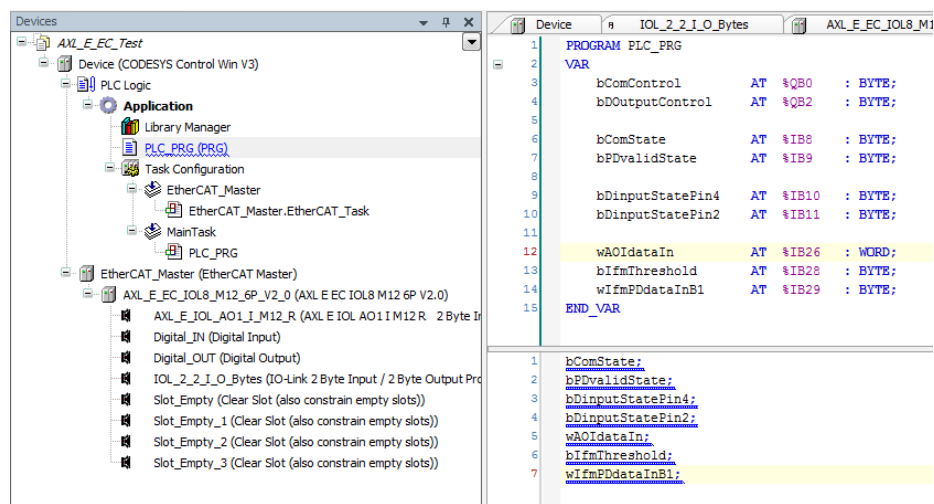 Devices
AXL_E_EC_Test
Device (CODESYS Control Win V3)
PLC Logic
Application
Library Manager
PLC_PRG (PRG)
Task Configuration
EtherCAT_Master
EtherCAT_Master.EtherCAT_Task
MainTask
PLC_PRG
EtherCAT_Master (EtherCAT Master)
AXL_E_EC_IOL8_M12_6P_V2_0 (AXL E EC IOL8 M12 6P V2.0)
AXL_E_IOL_AO1_I_M12_R (AXL E IOL AO1 I M12 R 2 Byte Ir
Digital_IN (Digital Input)
Digital_OUT (Digital Output)
IOL_2_2_I_O_Bytes (IO-Link 2 Byte Input / 2 Byte Output Prc
Slot_Empty (Clear Slot (also constrain empty slots))
Slot_Empty_1 (Clear Slot (also constrain empty slots))
Slot_Empty_2 (Clear Slot (also constrain empty slots))
Slot_Empty_3 (Clear Slot (also constrain empty slots))
Device IOL_2_2_I_O_Bytes AXL_E_EC_IOL8_M1
1 PROGRAM PLC_PRG
2 VAR
3 bComControl AT %QB0 : BYTE;
4 bDOutputControl AT %QB2 : BYTE;
5
6 bComState AT %IB8 : BYTE;
7 bPDvalidState AT %IB9 : BYTE;
8
9 bDinputStatePin4 AT %IB10 : BYTE;
10 bDinputStatePin2 AT %IB11 : BYTE;
11
12 wAOIdataIn AT %IB26 : WORD;
13 bIfmThreshold AT %IB28 : BYTE;
14 wIfmPDdataInB1 AT %IB29 : BYTE;
15 END_VAR
1 bComState;
2 bPDvalidState;
3 bDinputStatePin4;
4 bDinputStatePin2;
5 wAOIdataIn;
6 bIfmThreshold;
7 wIfmPDdataInB1;